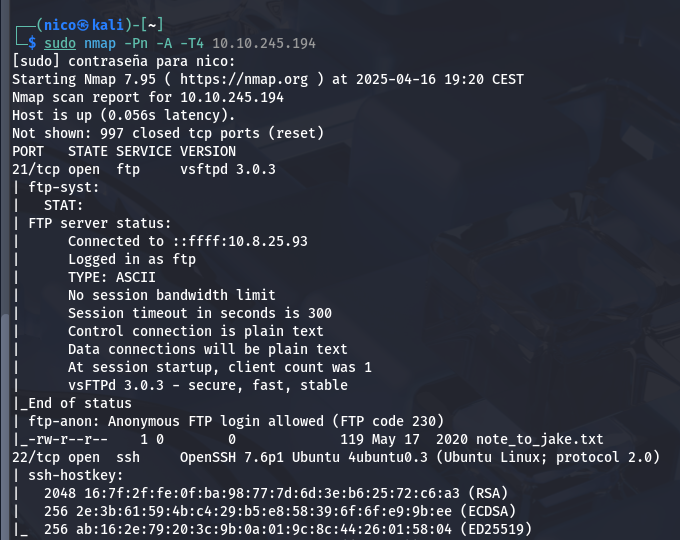 ┌──(nico㉿kali)-[~]
└─$ sudo nmap -Pn -A -T4 10.10.245.194
[sudo] contraseña para nico:
Starting Nmap 7.95 ( https://nmap.org ) at 2025-04-16 19:20 CEST
Nmap scan report for 10.10.245.194
Host is up (0.056s latency).
Not shown: 997 closed tcp ports (reset)
PORT   STATE SERVICE VERSION
21/tcp open  ftp     vsftpd 3.0.3
| ftp-syst:
|   STAT:
| FTP server status:
|      Connected to ::ffff:10.8.25.93
|      Logged in as ftp
|      TYPE: ASCII
|      No session bandwidth limit
|      Session timeout in seconds is 300
|      Control connection is plain text
|      Data connections will be plain text
|      At session startup, client count was 1
|      vsFTPd 3.0.3 - secure, fast, stable
|_End of status
| ftp-anon: Anonymous FTP login allowed (FTP code 230)
|_-rw-r--r--    1 0        0             119 May 17  2020 note_to_jake.txt
22/tcp open  ssh     OpenSSH 7.6p1 Ubuntu 4ubuntu0.3 (Ubuntu Linux; protocol 2.0)
| ssh-hostkey:
|   2048 16:7f:2f:fe:0f:ba:98:77:7d:6d:3e:b6:25:72:c6:a3 (RSA)
|   256 2e:3b:61:59:4b:c4:29:b5:e8:58:39:6f:6f:e9:9b:ee (ECDSA)
|_  256 ab:16:2e:79:20:3c:9b:0a:01:9c:8c:44:26:01:58:04 (ED25519)